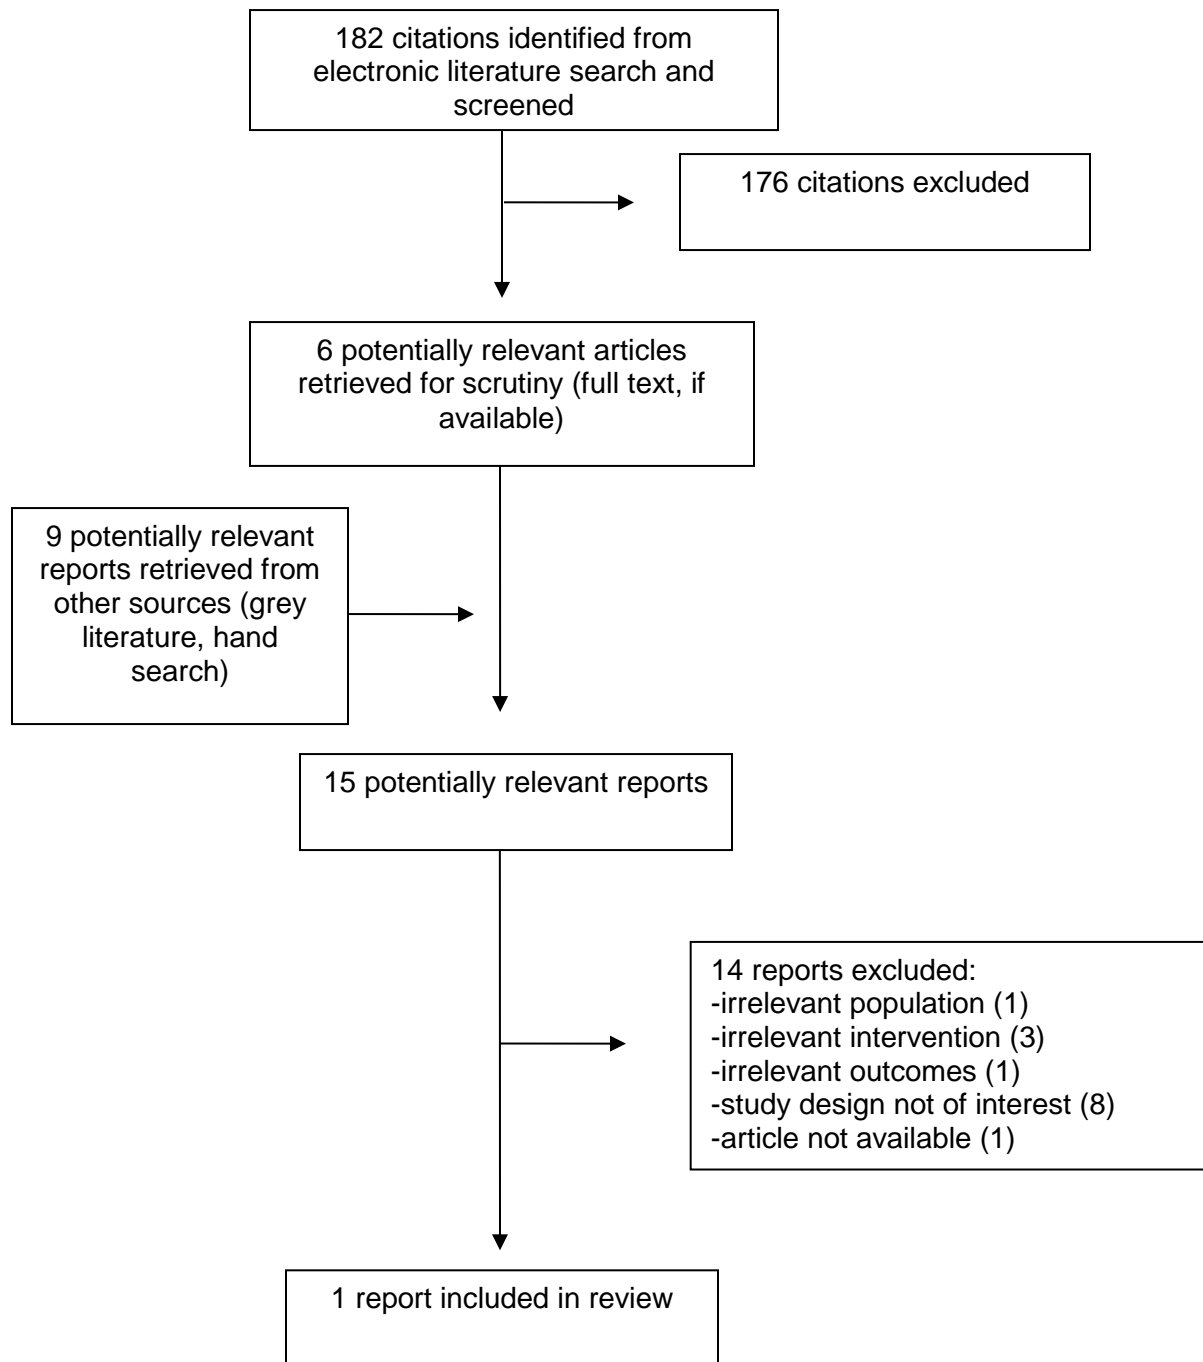 182 citations identified from
electronic literature search and
screened
176 citations excluded
6 potentially relevant articles
retrieved for scrutiny (full text, if
available)
9 potentially relevant
reports retrieved from
other sources (grey
literature, hand
search)
15 potentially relevant reports
14 reports excluded:
-irrelevant population (1)
-irrelevant intervention (3)
-irrelevant outcomes (1)
-study design not of interest (8)
-article not available (1)
1 report included in review